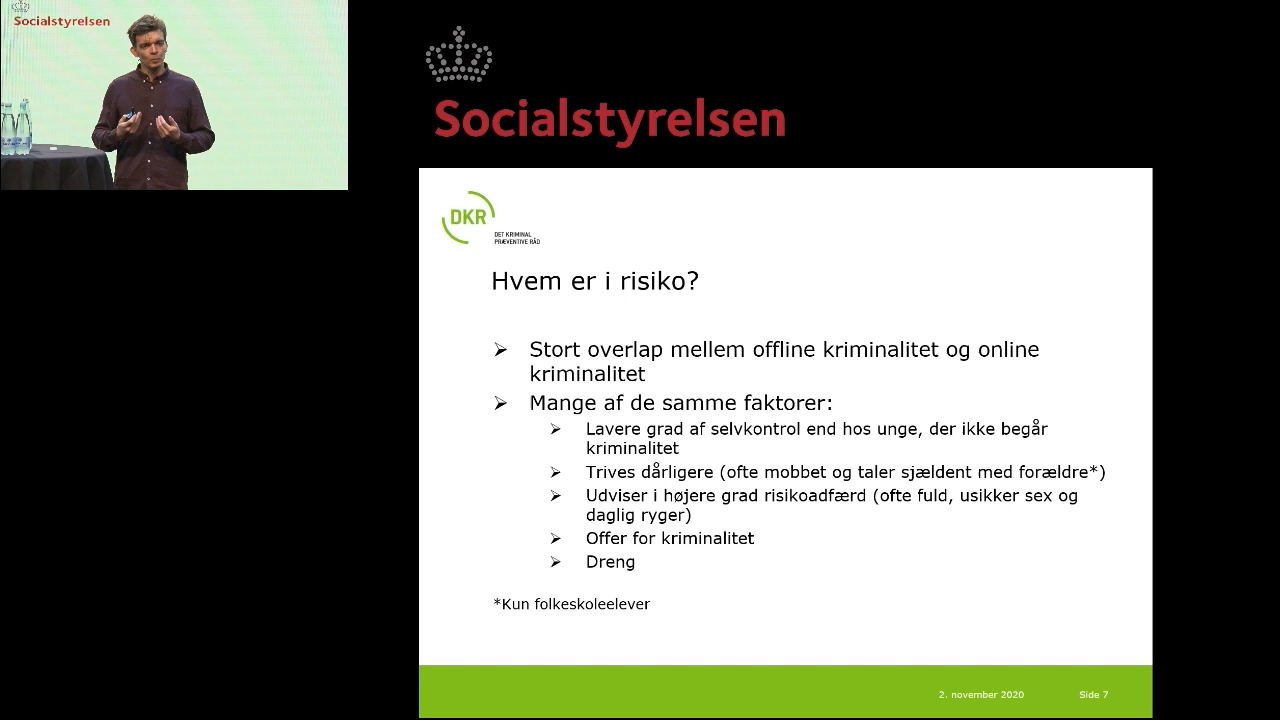 Socialstyrelsen
Socialstyrelsen
DKR
DET KRIMINAL
PRÆVENTIVE RÅD
Hvem er i risiko?
Stort overlap mellem offline kriminalitet og online
kriminalitet
Mange af de samme faktorer:
Lavere grad af selvkontrol end hos unge, der ikke begår
kriminalitet
Trives dårligere (ofte mobbet og taler sjældent med forældre*)
Udviser i højere grad risikoadfærd (ofte fuld, usikker sex og
daglig ryger)
Offer for kriminalitet
Dreng
*Kun folkeskoleelever
2. november 2020 Side 7